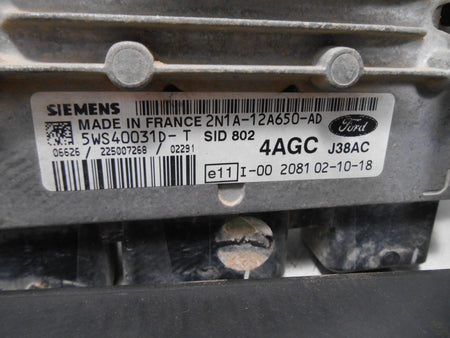 SIEMENS
MADE IN FRANCE 2N1A-12A650-AD
5WS40031D-T SID 802
Ford
4AGC J38AC
06626 / 225007268 / 02291
e11 I-00 2081 02-10-18